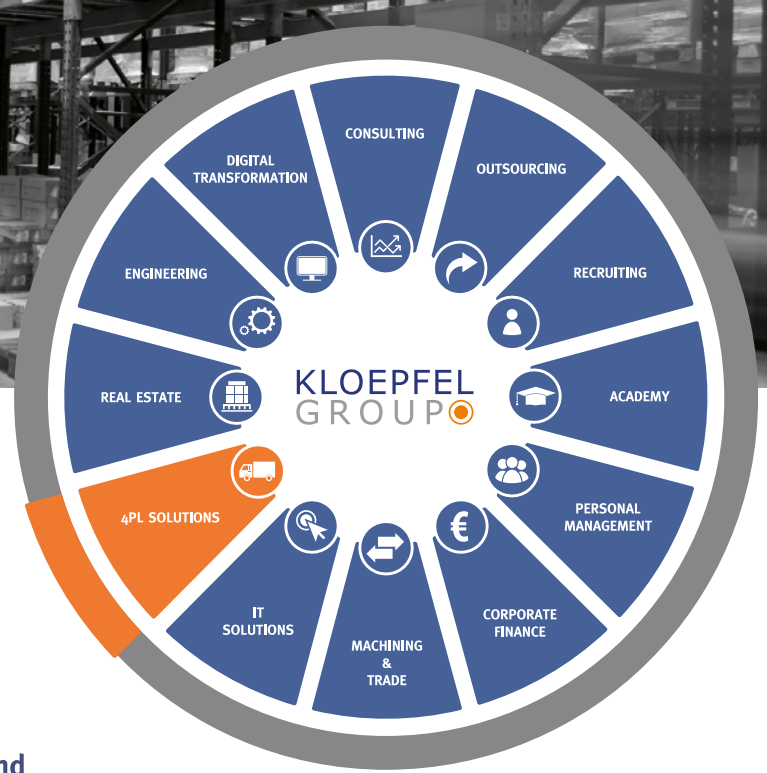 CONSULTING
OUTSOURCING
RECRUITING
ACADEMY
PERSONAL
MANAGEMENT
CORPORATE
FINANCE
MACHINING
&
TRADE
IT
SOLUTIONS
4PL SOLUTIONS
REAL ESTATE
ENGINEERING
DIGITAL
TRANSFORMATION
KLOEPFEL
GROUP